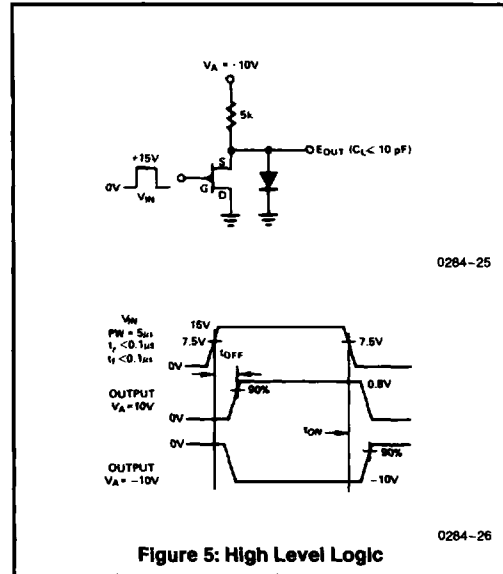 VA = -10V
5k
EOUT (CL < 10 pF)
+15V
0V
VIN
S
G
D
0284-25
VIN
PW = 5μs
tr <0.1μs
tf <0.1μs
15V
7.5V
7.5V
0V
tOFF
OUTPUT
VA=10V
90%
0.8V
0V
tON
0V
OUTPUT
VA = -10V
90%
-10V
0284-26
Figure 5: High Level Logic